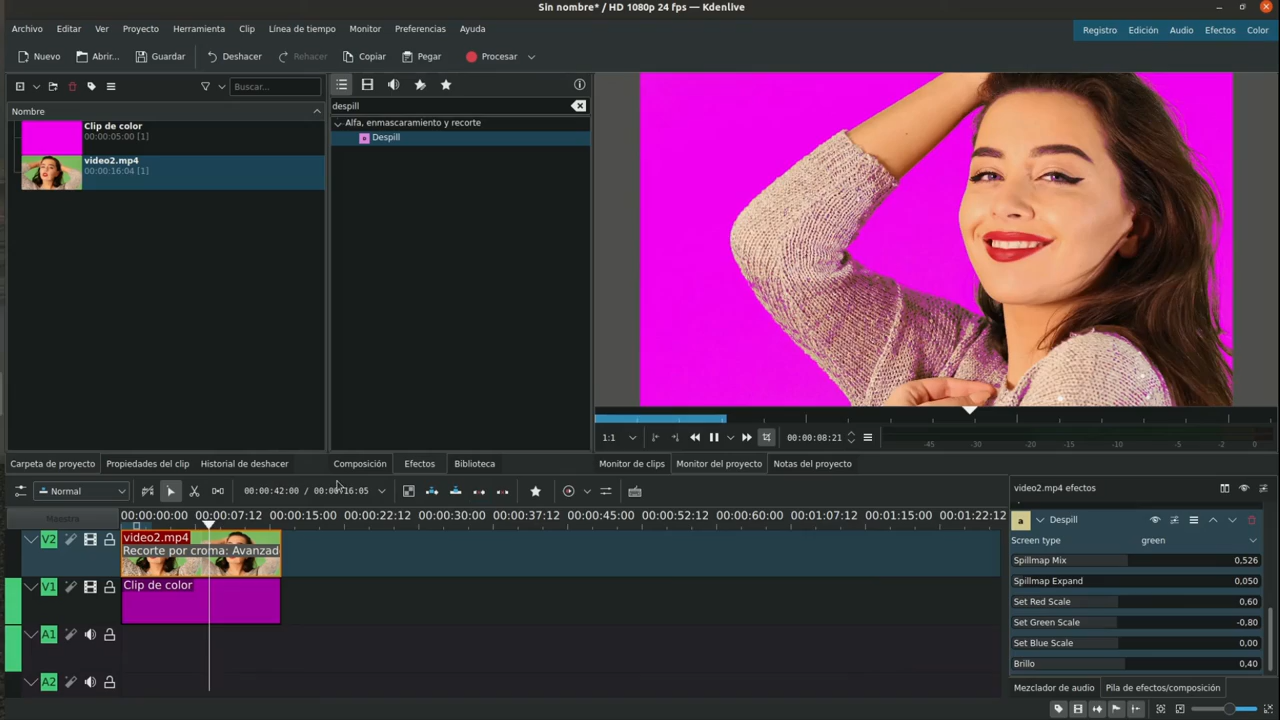 Sin nombre* / HD 1080p 24 fps — Kdenlive
Archivo Editar Ver Proyecto Herramienta Clip Línea de tiempo Monitor Preferencias Ayuda
Registro Edición Audio Efectos Color
Nuevo Abrir... Guardar Deshacer Rehacer Copiar Pegar Procesar
Buscar...
Nombre
Clip de color
00:00:05:00 [1]
video2.mp4
00:00:16:04 [1]
despill
Alfa, enmascaramiento y recorte
a Despill
1:1 00:00:08:21
-45 -30 -20 -15 -10 -5 -2 0
Carpeta de proyecto Propiedades del clip Historial de deshacer
Composición Efectos Biblioteca
Monitor de clips Monitor del proyecto Notas del proyecto
Normal 00:00:42:00 / 00:00:16:05
Maestra 00:00:00:00 00:00:07:12 00:00:15:00 00:00:22:12 00:00:30:00 00:00:37:12 00:00:45:00 00:00:52:12 00:01:00:00 00:01:07:12 00:01:15:00 00:01:22:12
V2 video2.mp4
Recorte por croma: Avanzad
V1 Clip de color
A1
A2
video2.mp4 efectos
a Despill
Screen type green
Spillmap Mix 0,526
Spillmap Expand 0,050
Set Red Scale 0,60
Set Green Scale -0,80
Set Blue Scale 0,00
Brillo 0,40
Mezclador de audio Pila de efectos/composición